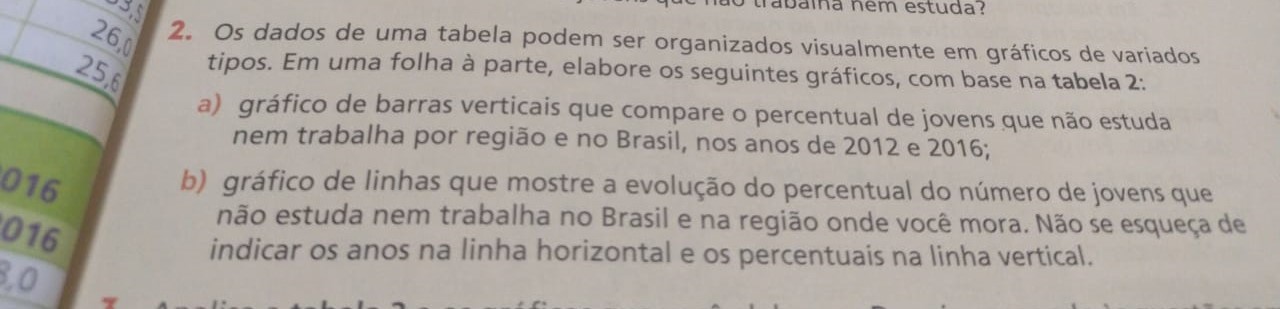 que não trabalha nem estuda?
26,0
25,6
2. Os dados de uma tabela podem ser organizados visualmente em gráficos de variados
tipos. Em uma folha à parte, elabore os seguintes gráficos, com base na tabela 2:
a) gráfico de barras verticais que compare o percentual de jovens que não estuda
nem trabalha por região e no Brasil, nos anos de 2012 e 2016;
b) gráfico de linhas que mostre a evolução do percentual do número de jovens que
não estuda nem trabalha no Brasil e na região onde você mora. Não se esqueça de
indicar os anos na linha horizontal e os percentuais na linha vertical.
016
016
8,0